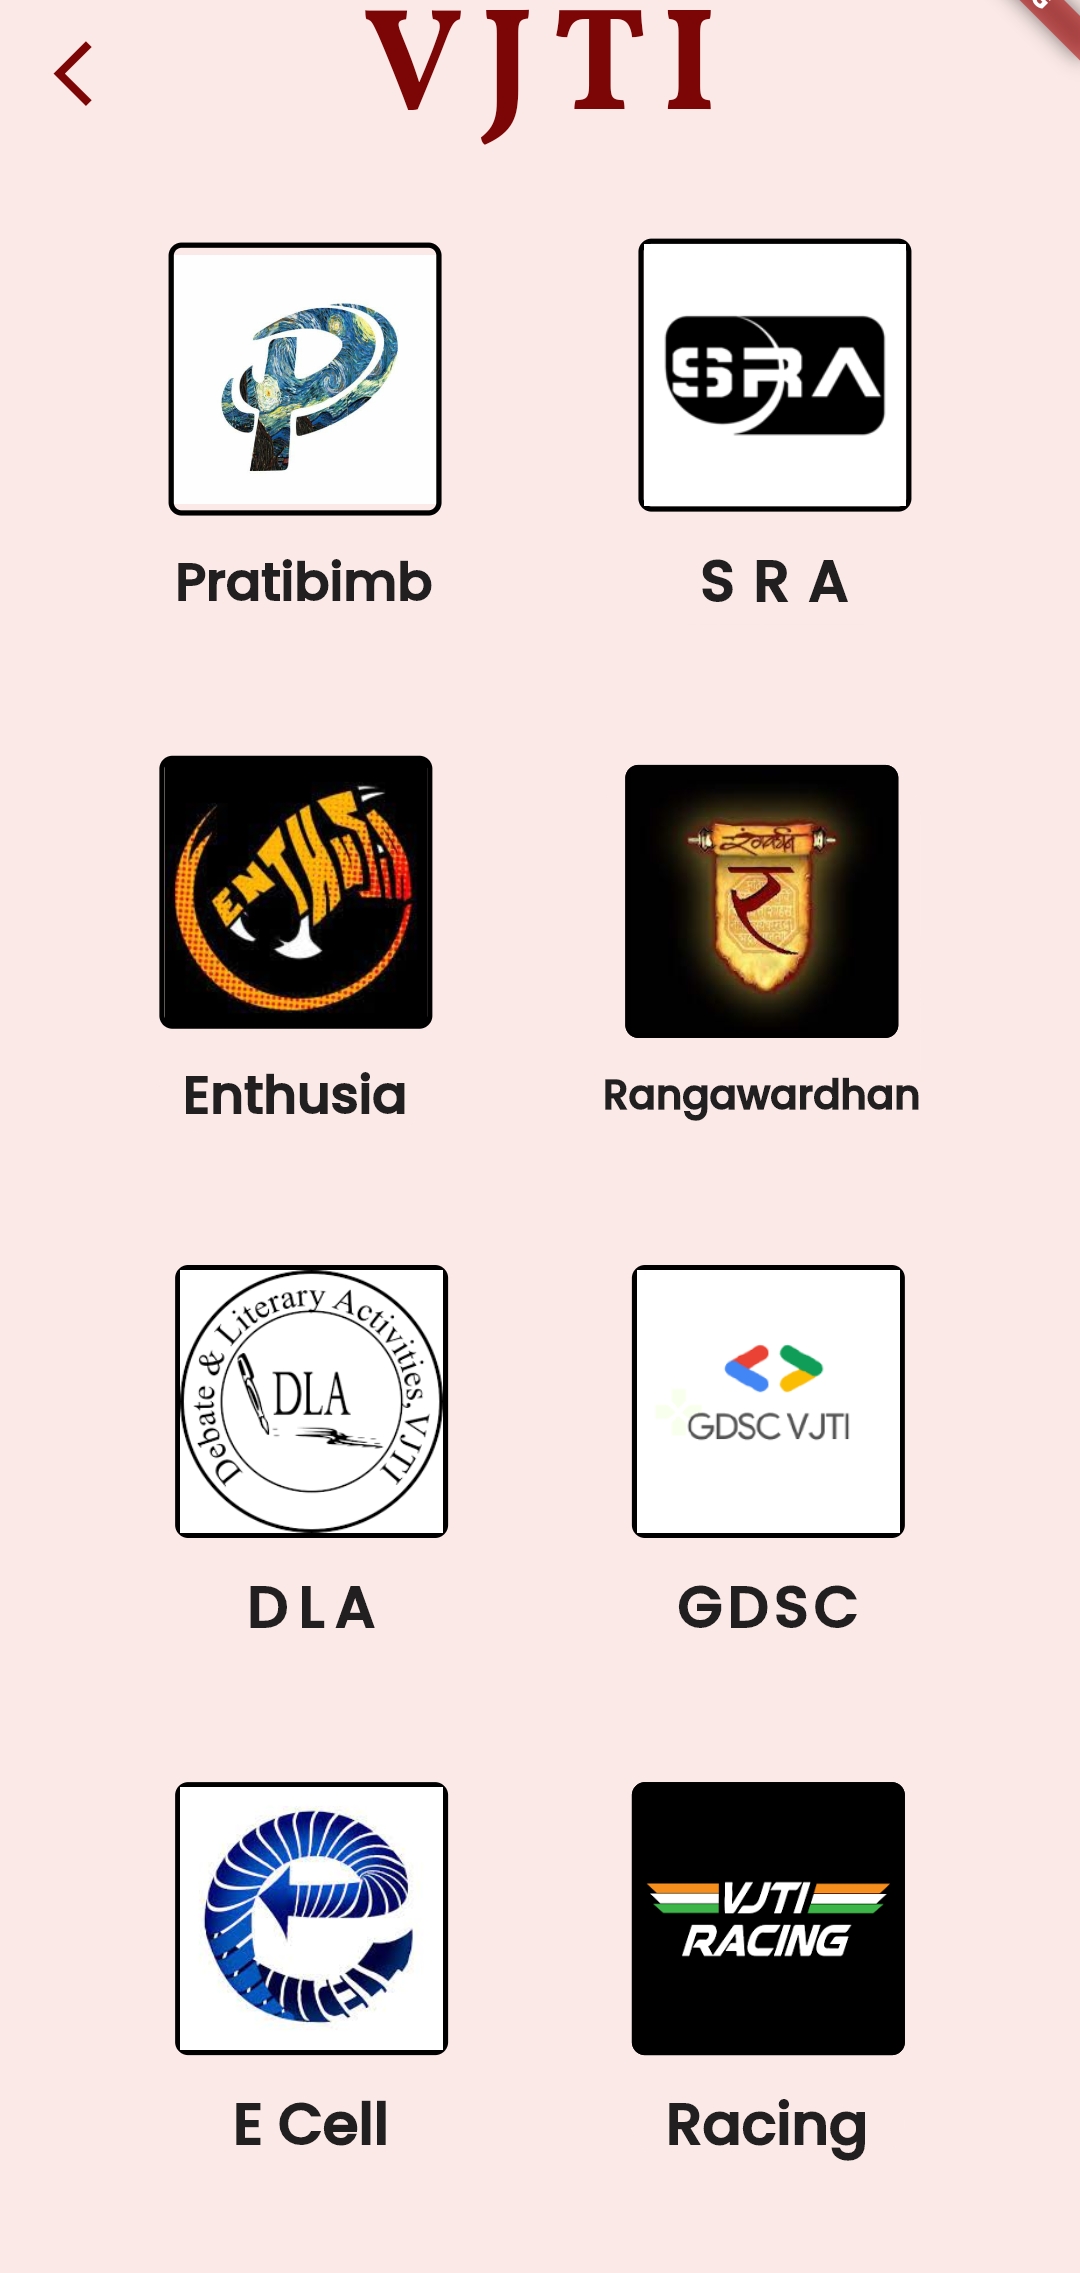 VJTI
SRA
Pratibimb
S R A
ENTHUSIA
रंगवर्धन
र
Enthusia
Rangawardhan
Debate & Literary Activities, VJTI
DLA
GDSC VJTI
DLA
GDSC
VJTI
RACING
E Cell
Racing